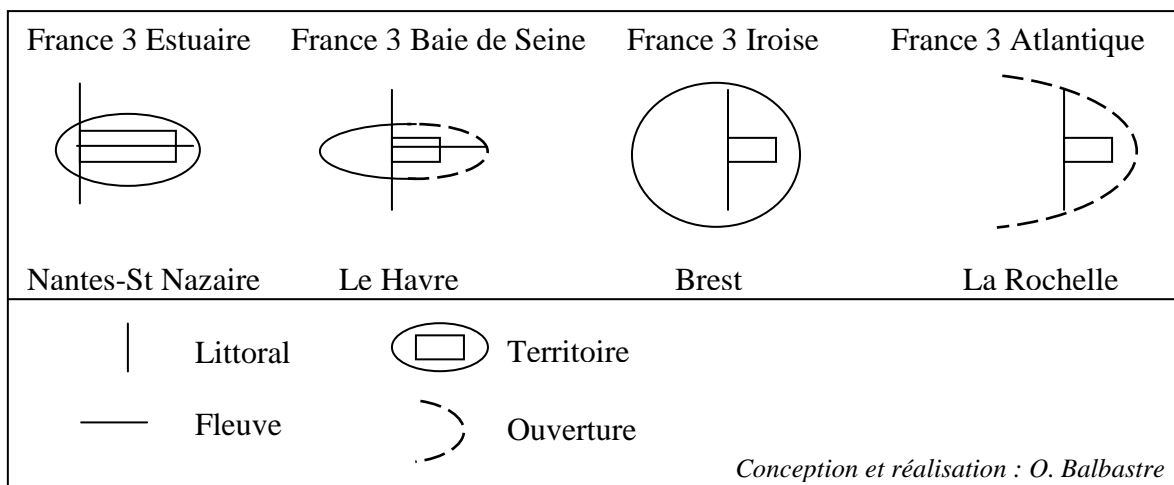 France 3 Estuaire France 3 Baie de Seine France 3 Iroise France 3 Atlantique
Nantes-St Nazaire Le Havre Brest La Rochelle
Littoral Territoire
Fleuve Ouverture
Conception et réalisation : O. Balbastre